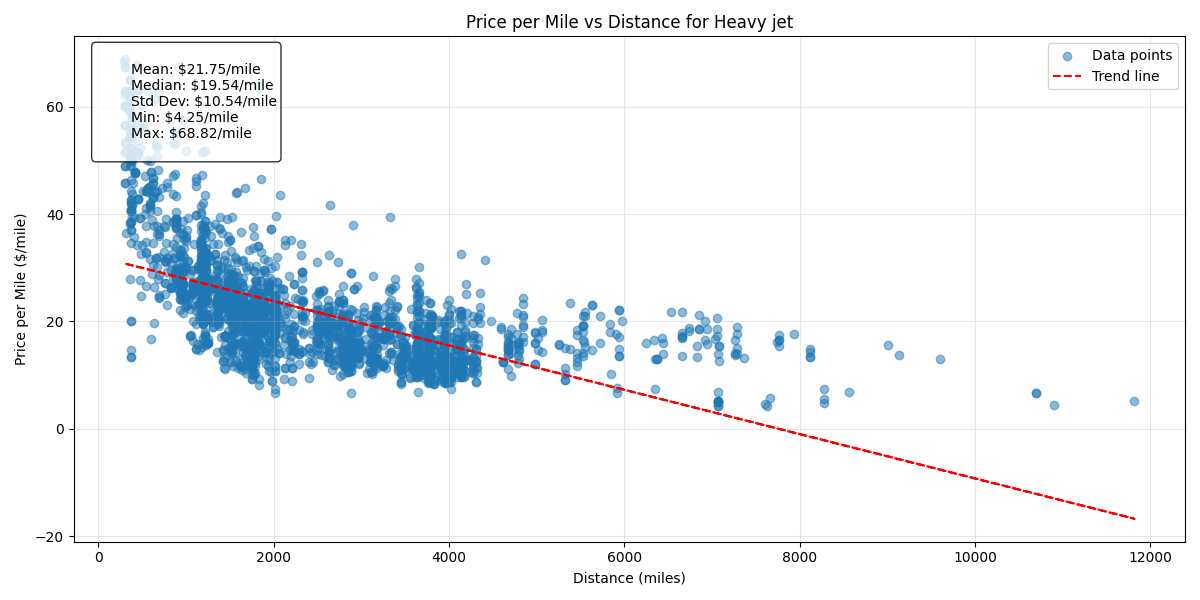 Price per Mile vs Distance for Heavy jet
Mean: $21.75/mile
Median: $19.54/mile
Std Dev: $10.54/mile
Min: $4.25/mile
Max: $68.82/mile
Data points
Trend line
Price per Mile ($/mile)
60
40
20
0
−20
0 2000 4000 6000 8000 10000 12000
Distance (miles)